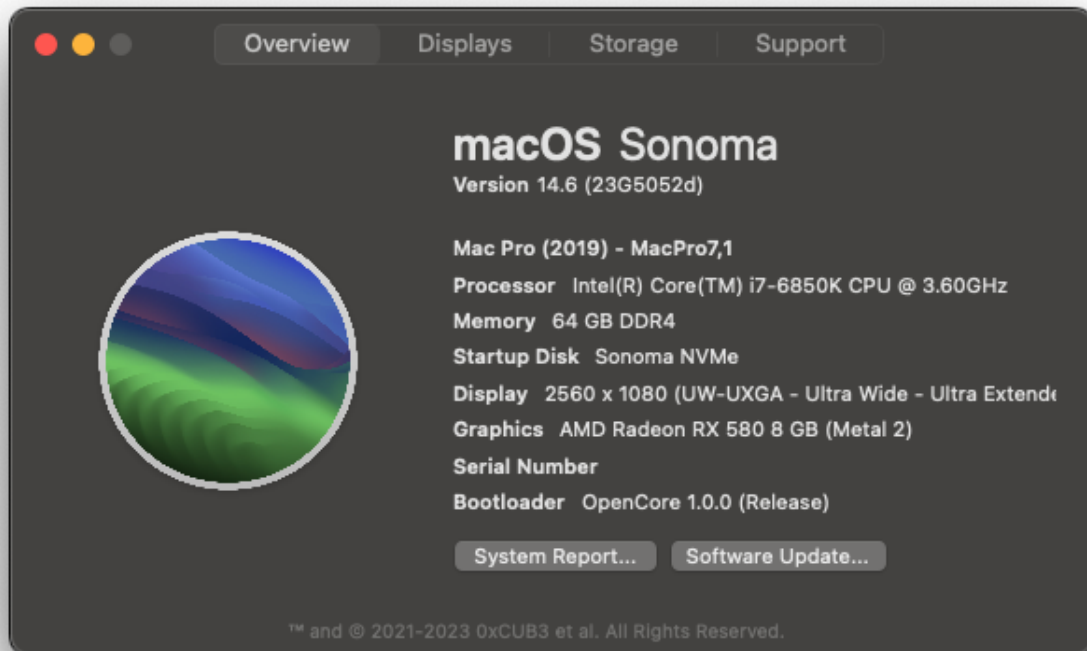 Overview Displays Storage Support
macOS Sonoma
Version 14.6 (23G5052d)
Mac Pro (2019) - MacPro7,1
Processor Intel(R) Core(TM) i7-6850K CPU @ 3.60GHz
Memory 64 GB DDR4
Startup Disk Sonoma NVMe
Display 2560 x 1080 (UW-UXGA - Ultra Wide - Ultra Extende
Graphics AMD Radeon RX 580 8 GB (Metal 2)
Serial Number
Bootloader OpenCore 1.0.0 (Release)
System Report... Software Update...
™ and © 2021-2023 0xCUB3 et al. All Rights Reserved.